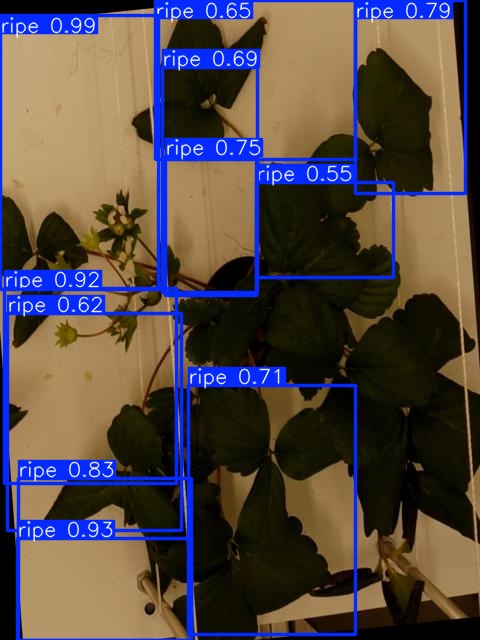 ripe 0.65
ripe 0.79
ripe 0.99
ripe 0.69
ripe 0.75
ripe 0.55
ripe 0.92
ripe 0.62
ripe 0.71
ripe 0.83
ripe 0.93